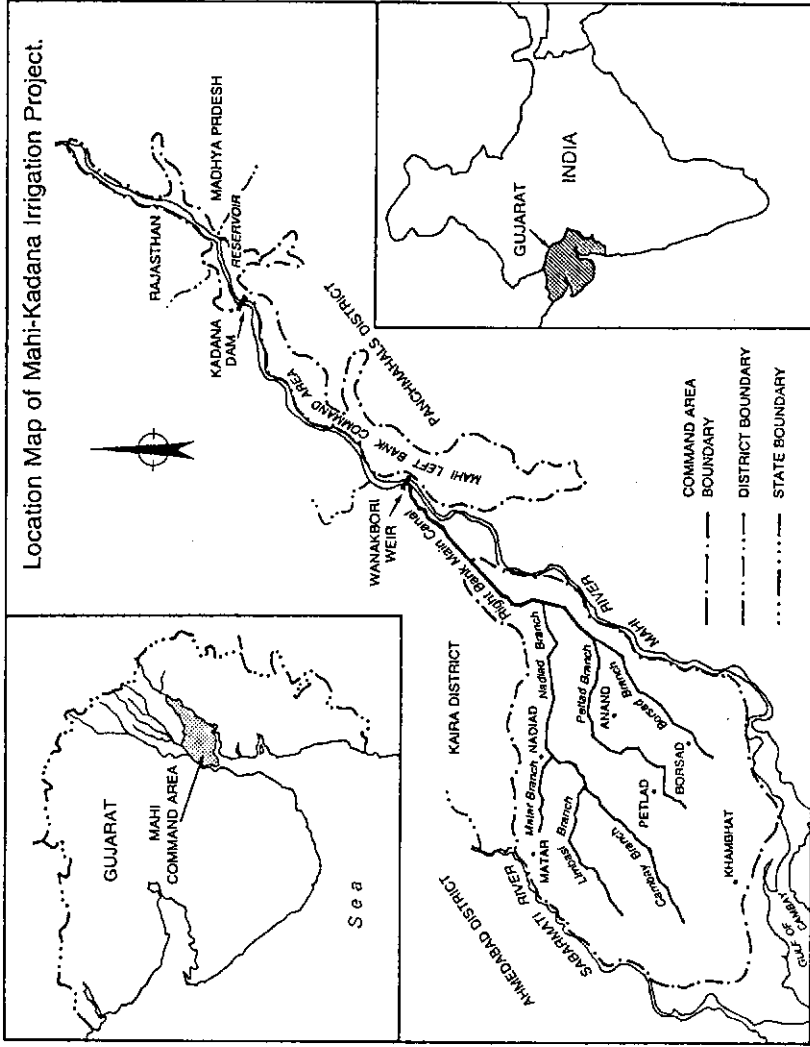 Location Map of Mahi-Kadana Irrigation Project.
GUJARAT
MAHI
COMMAND AREA
Sea
RAJASTHAN
MADHYA PRDESH
RESERVOIR
KADANA
DAM
PANCHMAHALS DISTRICT
MAHI LEFT BANK COMMAND AREA
WANAKBORI
WEIR
Right Bank Main Canal
MAHI
RIVER
KAIRA DISTRICT
Nadiad Branch
NADIAD
Petlad Branch
ANAND
Borsad
Branch
BORSAD
PETLAD
Matar Branch
MATAR
Limbasi
Branch
Cambay Branch
KHAMBHAT
SABARMATI
RIVER
AHMEDABAD DISTRICT
GULF OF
CAMBAY
COMMAND AREA
BOUNDARY
DISTRICT BOUNDARY
STATE BOUNDARY
GUJARAT
INDIA